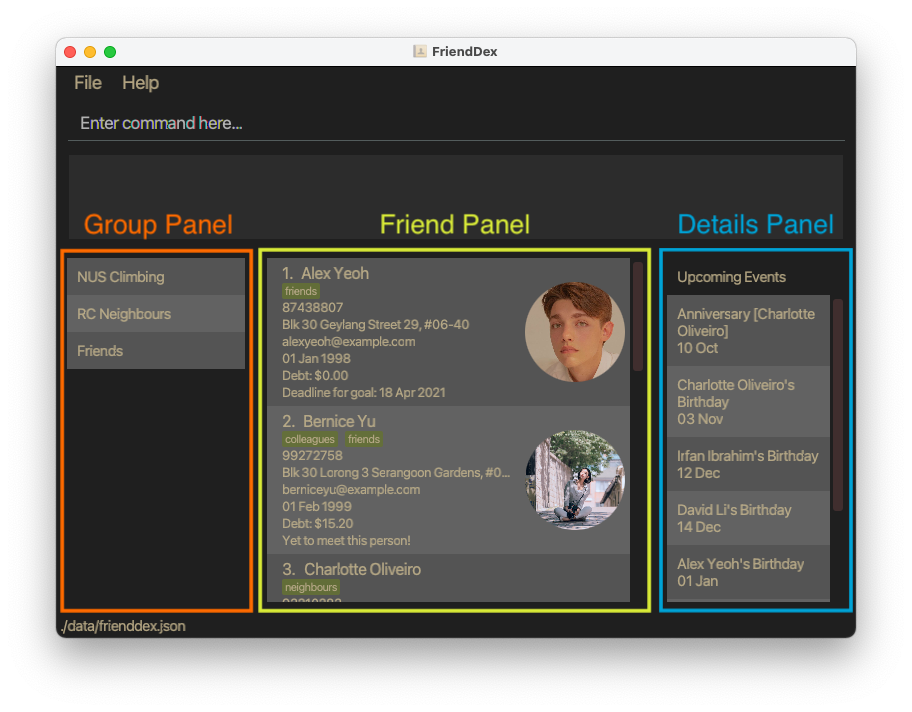 FriendDex
File Help
Enter command here...
Group Panel
Friend Panel
Details Panel
NUS Climbing
RC Neighbours
Friends
1. Alex Yeoh
friends
87438807
Blk 30 Geylang Street 29, #06-40
alexyeoh@example.com
01 Jan 1998
Debt: $0.00
Deadline for goal: 18 Apr 2021
2. Bernice Yu
colleagues friends
99272758
Blk 30 Lorong 3 Serangoon Gardens, #0...
berniceyu@example.com
01 Feb 1999
Debt: $15.20
Yet to meet this person!
3. Charlotte Oliveiro
neighbours
Upcoming Events
Anniversary [Charlotte
Oliveiro]
10 Oct
Charlotte Oliveiro's
Birthday
03 Nov
Irfan Ibrahim's Birthday
12 Dec
David Li's Birthday
14 Dec
Alex Yeoh's Birthday
01 Jan
./data/frienddex.json